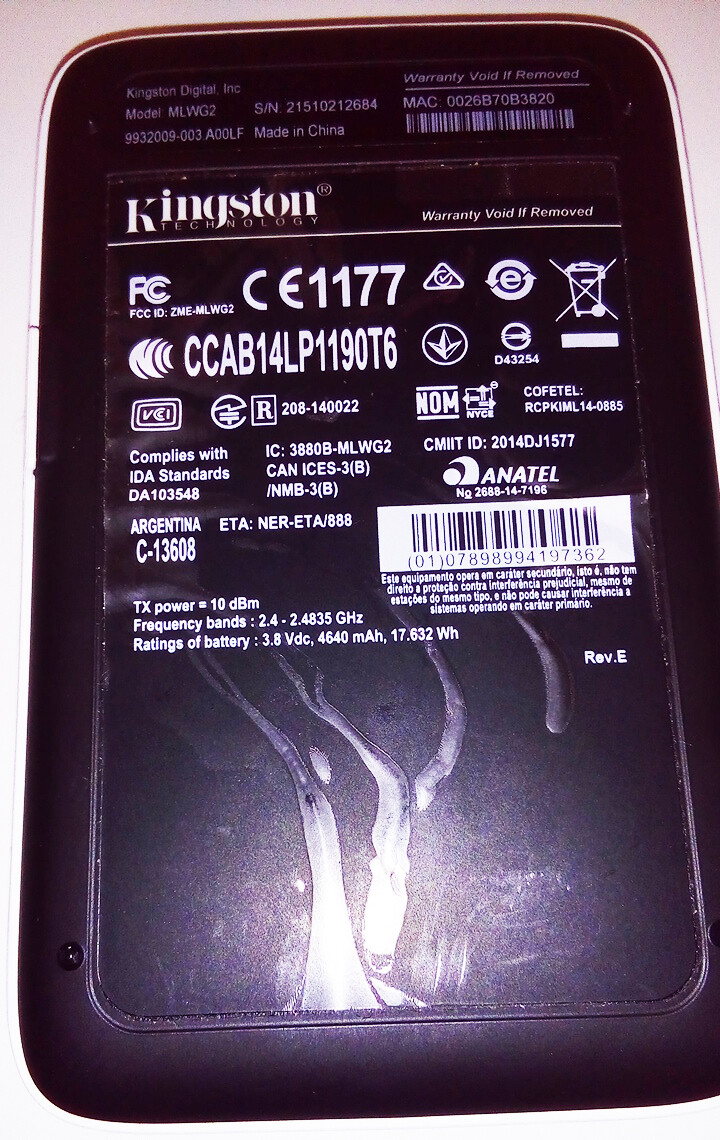 Kingston Digital, Inc
Warranty Void If Removed
Model MLWG2
S/N: 21510212684
MAC: 0026B70B3820
9932009-003 A00LF
Made in China
Kingston®
TECHNOLOGY
Warranty Void If Removed
FC
CE1177
FCC ID: ZME-MLWG2
CCAB14LP1190T6
D43254
VCI
R 208-140022
NOM
NYCE
COFETEL:
RCPKIML14-0885
Complies with
IDA Standards
DA103548
IC: 3880B-MLWG2
CAN ICES-3(B)
/NMB-3(B)
CMIIT ID: 2014DJ1577
ANATEL
No 2688-14-7196
ARGENTINA
C-13608
ETA: NER-ETA/888
(01)07898994197362
Este equipamento opera em caráter secundário, isto é, não tem
direito a proteção contra interferência prejudicial, mesmo de
estações do mesmo tipo, e não pode causar interferência a
sistemas operando em caráter primário.
TX power = 10 dBm
Frequency bands : 2.4 - 2.4835 GHz
Ratings of battery : 3.8 Vdc, 4640 mAh, 17.632 Wh
Rev.E